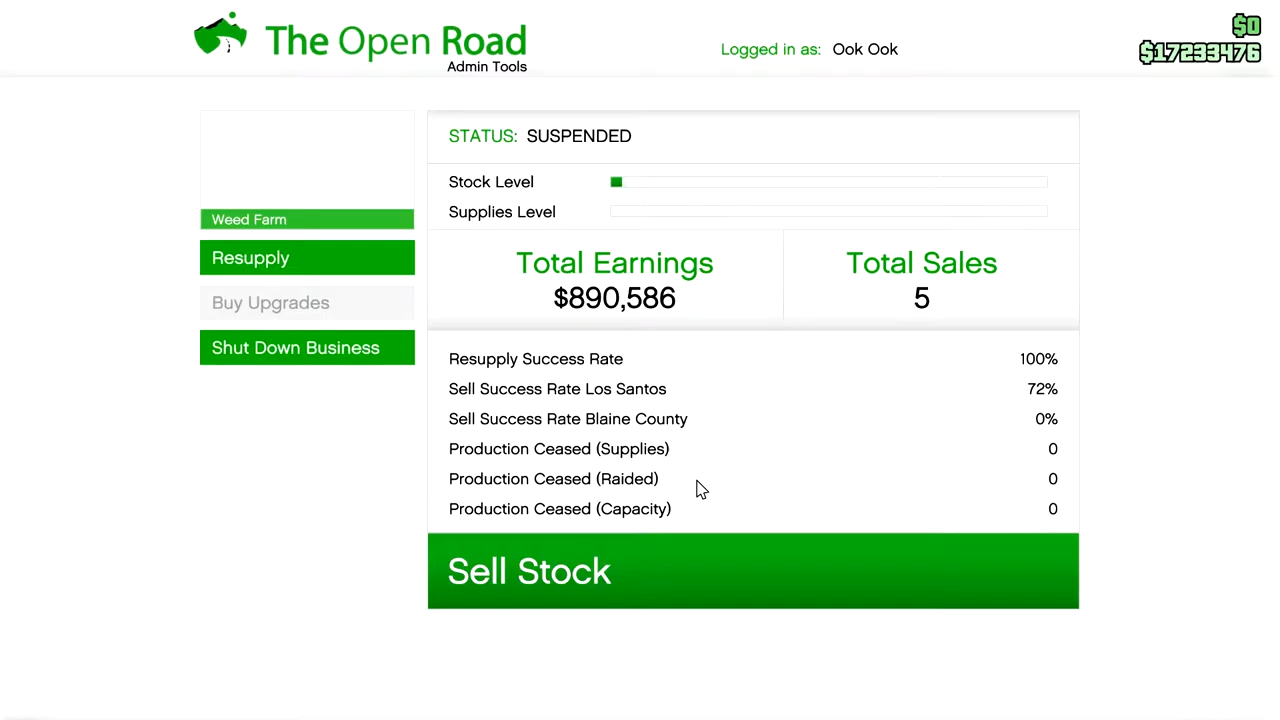 The Open Road
Admin Tools
Logged in as: Ook Ook
$0
$17233476
Weed Farm
Resupply
Buy Upgrades
Shut Down Business
STATUS: SUSPENDED
Stock Level
Supplies Level
Total Earnings
$890,586
Total Sales
5
Resupply Success Rate 100%
Sell Success Rate Los Santos 72%
Sell Success Rate Blaine County 0%
Production Ceased (Supplies) 0
Production Ceased (Raided) 0
Production Ceased (Capacity) 0
Sell Stock